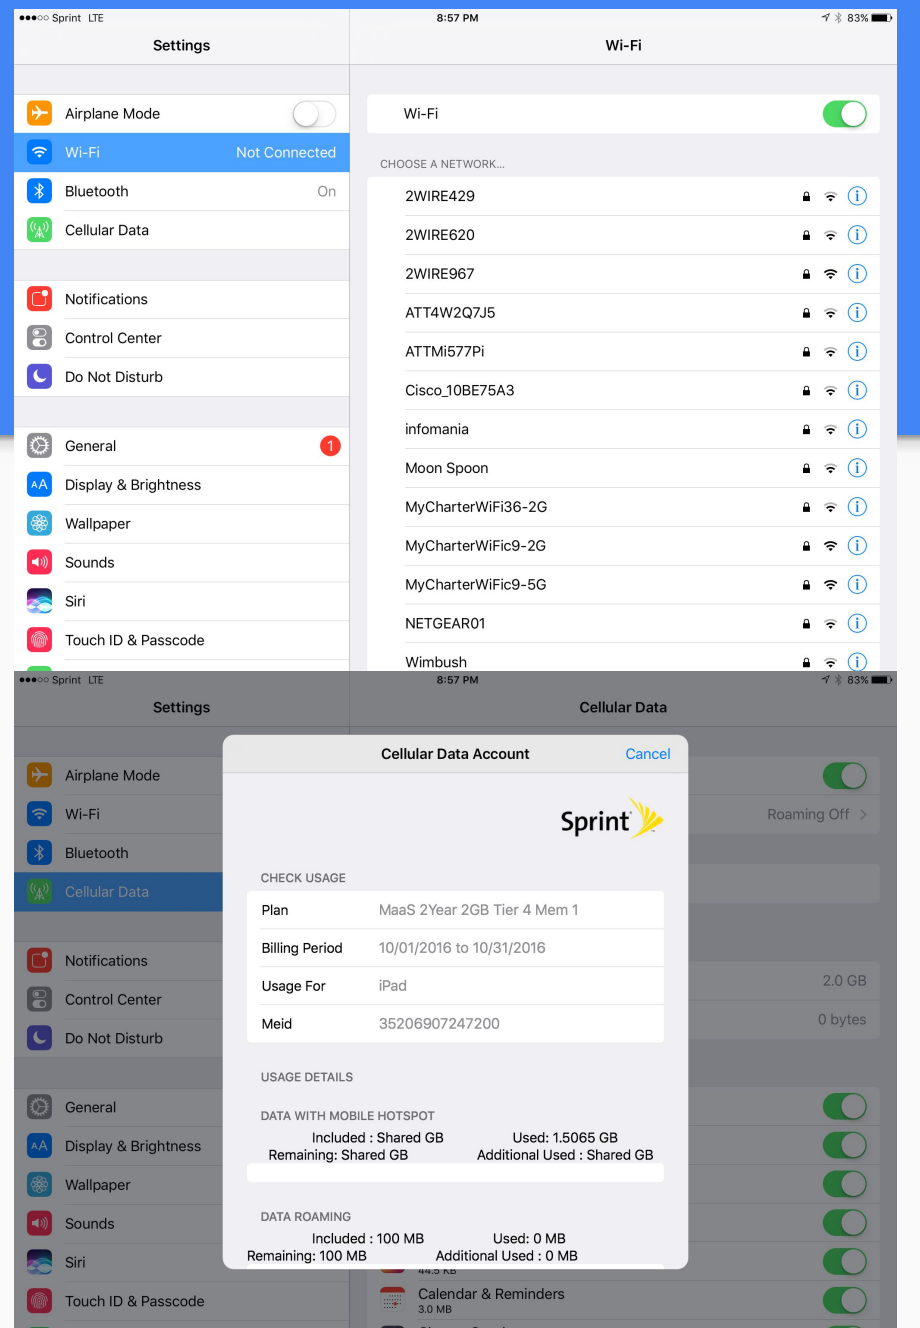 Sprint LTE 8:57 PM 83%
Settings Wi-Fi
Airplane Mode
Wi-Fi
Wi-Fi Not Connected
CHOOSE A NETWORK...
Bluetooth On
2WIRE429
Cellular Data
2WIRE620
2WIRE967
Notifications
ATT4W2Q7J5
Control Center
ATTMi577Pi
Do Not Disturb
Cisco_10BE75A3
infomania
General 1
Moon Spoon
AA Display & Brightness
MyCharterWiFi36-2G
Wallpaper
MyCharterWiFic9-2G
Sounds
MyCharterWiFic9-5G
Siri
NETGEAR01
Touch ID & Passcode
Wimbush
Sprint LTE 8:57 PM 83%
Settings Cellular Data
Cellular Data Account Cancel
Airplane Mode
Wi-Fi Roaming Off
Sprint
Bluetooth
Cellular Data
CHECK USAGE
Plan MaaS 2Year 2GB Tier 4 Mem 1
Billing Period 10/01/2016 to 10/31/2016
Notifications
Usage For iPad 2.0 GB
Control Center
Meid 35206907247200 0 bytes
Do Not Disturb
USAGE DETAILS
General
DATA WITH MOBILE HOTSPOT
Included : Shared GB Used: 1.5065 GB
AA Display & Brightness
Remaining: Shared GB Additional Used : Shared GB
Wallpaper
DATA ROAMING
Sounds
Included : 100 MB Used: 0 MB
Remaining: 100 MB Additional Used : 0 MB
Siri
44.5 KB
Calendar & Reminders
Touch ID & Passcode
3.0 MB